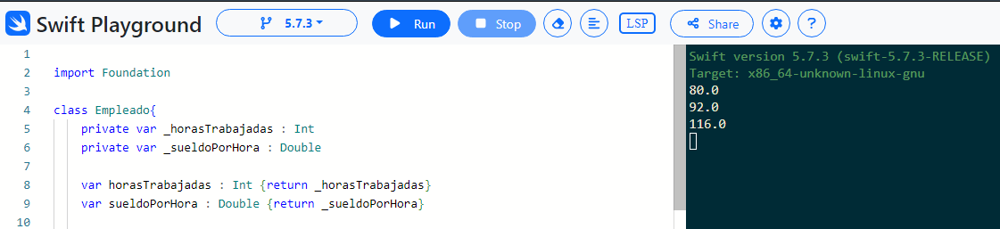 Swift Playground 5.7.3 Run Stop LSP Share ?
1
2 import Foundation
3
4 class Empleado{
5 private var _horasTrabajadas : Int
6 private var _sueldoPorHora : Double
7
8 var horasTrabajadas : Int {return _horasTrabajadas}
9 var sueldoPorHora : Double {return _sueldoPorHora}
10
Swift version 5.7.3 (swift-5.7.3-RELEASE)
Target: x86_64-unknown-linux-gnu
80.0
92.0
116.0